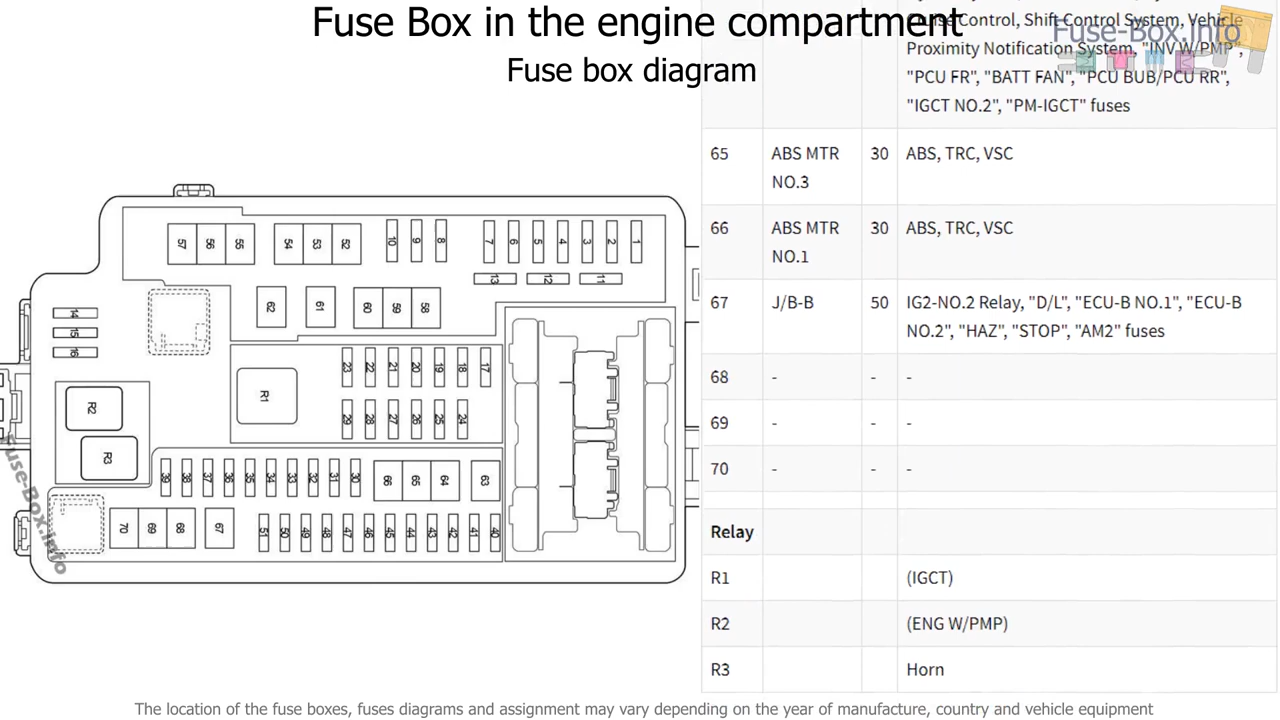 Fuse Box in the engine compartment
Fuse box diagram
Fuse-Box.info
Cruise Control, Shift Control System, Vehicle
Proximity Notification System, "INV W/PMP",
"PCU FR", "BATT FAN", "PCU BUB/PCU RR",
"IGCT NO.2", "PM-IGCT" fuses
65 ABS MTR NO.3 30 ABS, TRC, VSC
66 ABS MTR NO.1 30 ABS, TRC, VSC
67 J/B-B 50 IG2-NO.2 Relay, "D/L", "ECU-B NO.1", "ECU-B
NO.2", "HAZ", "STOP", "AM2" fuses
68 - - -
69 - - -
70 - - -
Relay
R1 (IGCT)
R2 (ENG W/PMP)
R3 Horn
57 56 55 54 53 52 10 9 8 7 6 5 4 3 2 1
13 12 11
62 61 60 59 58
14
15
16
23 22 21 20 19 18 17
R1
R2
29 28 27 26 25 24
R3
39 38 37 36 35 34 33 32 31 30 66 65 64 63
70 69 68 67 51 50 49 48 47 46 45 44 43 42 41 40
Fuse-Box.info
The location of the fuse boxes, fuses diagrams and assignment may vary depending on the year of manufacture, country and vehicle equipment